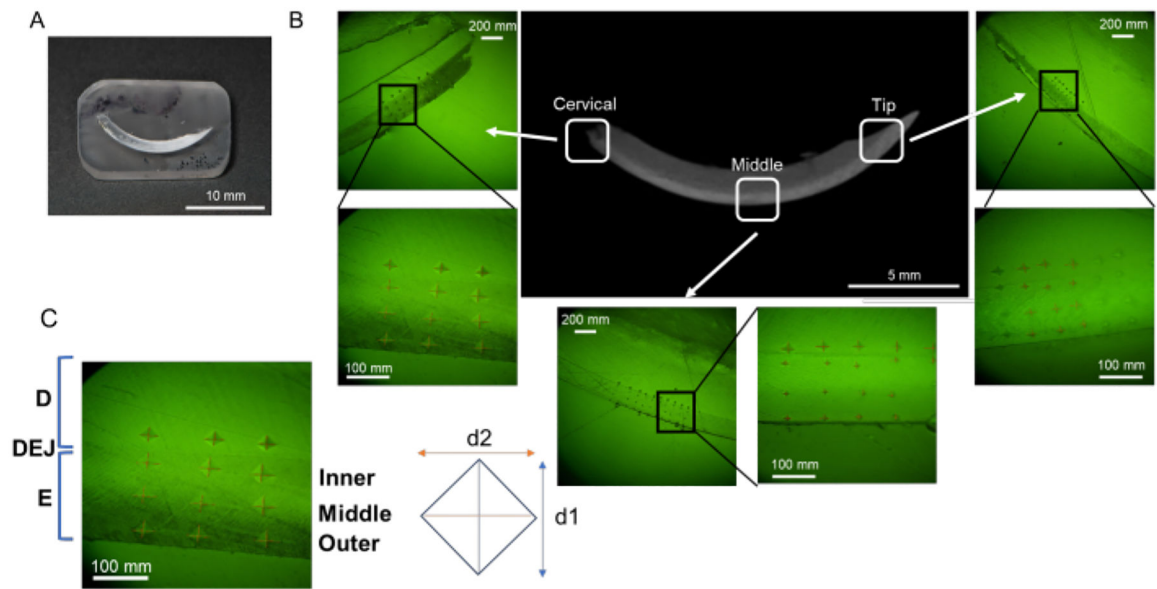 A
B
200 mm
200 mm
Cervical
Tip
Middle
10 mm
5 mm
C
200 mm
100 mm
100 mm
D
DEJ
E
d2
d1
Inner
Middle
Outer
100 mm
100 mm